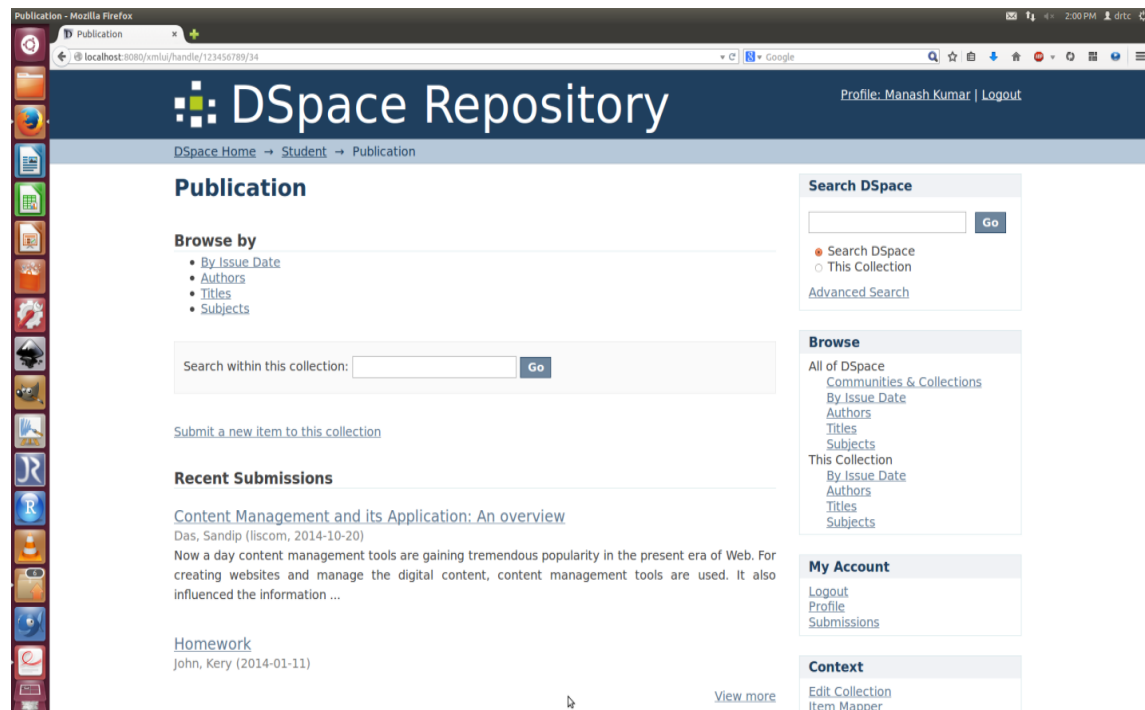 Publication - Mozilla Firefox
2:00 PM drtc
Publication
localhost:8080/xmlui/handle/123456789/34
Google
DSpace Repository
Profile: Manash Kumar | Logout
DSpace Home → Student → Publication
Publication
Browse by
By Issue Date
Authors
Titles
Subjects
Search within this collection:
Go
Submit a new item to this collection
Recent Submissions
Content Management and its Application: An overview
Das, Sandip (liscom, 2014-10-20)
Now a day content management tools are gaining tremendous popularity in the present era of Web. For
creating websites and manage the digital content, content management tools are used. It also
influenced the information ...
Homework
John, Kery (2014-01-11)
View more
Search DSpace
Go
Search DSpace
This Collection
Advanced Search
Browse
All of DSpace
Communities & Collections
By Issue Date
Authors
Titles
Subjects
This Collection
By Issue Date
Authors
Titles
Subjects
My Account
Logout
Profile
Submissions
Context
Edit Collection
Item Mapper